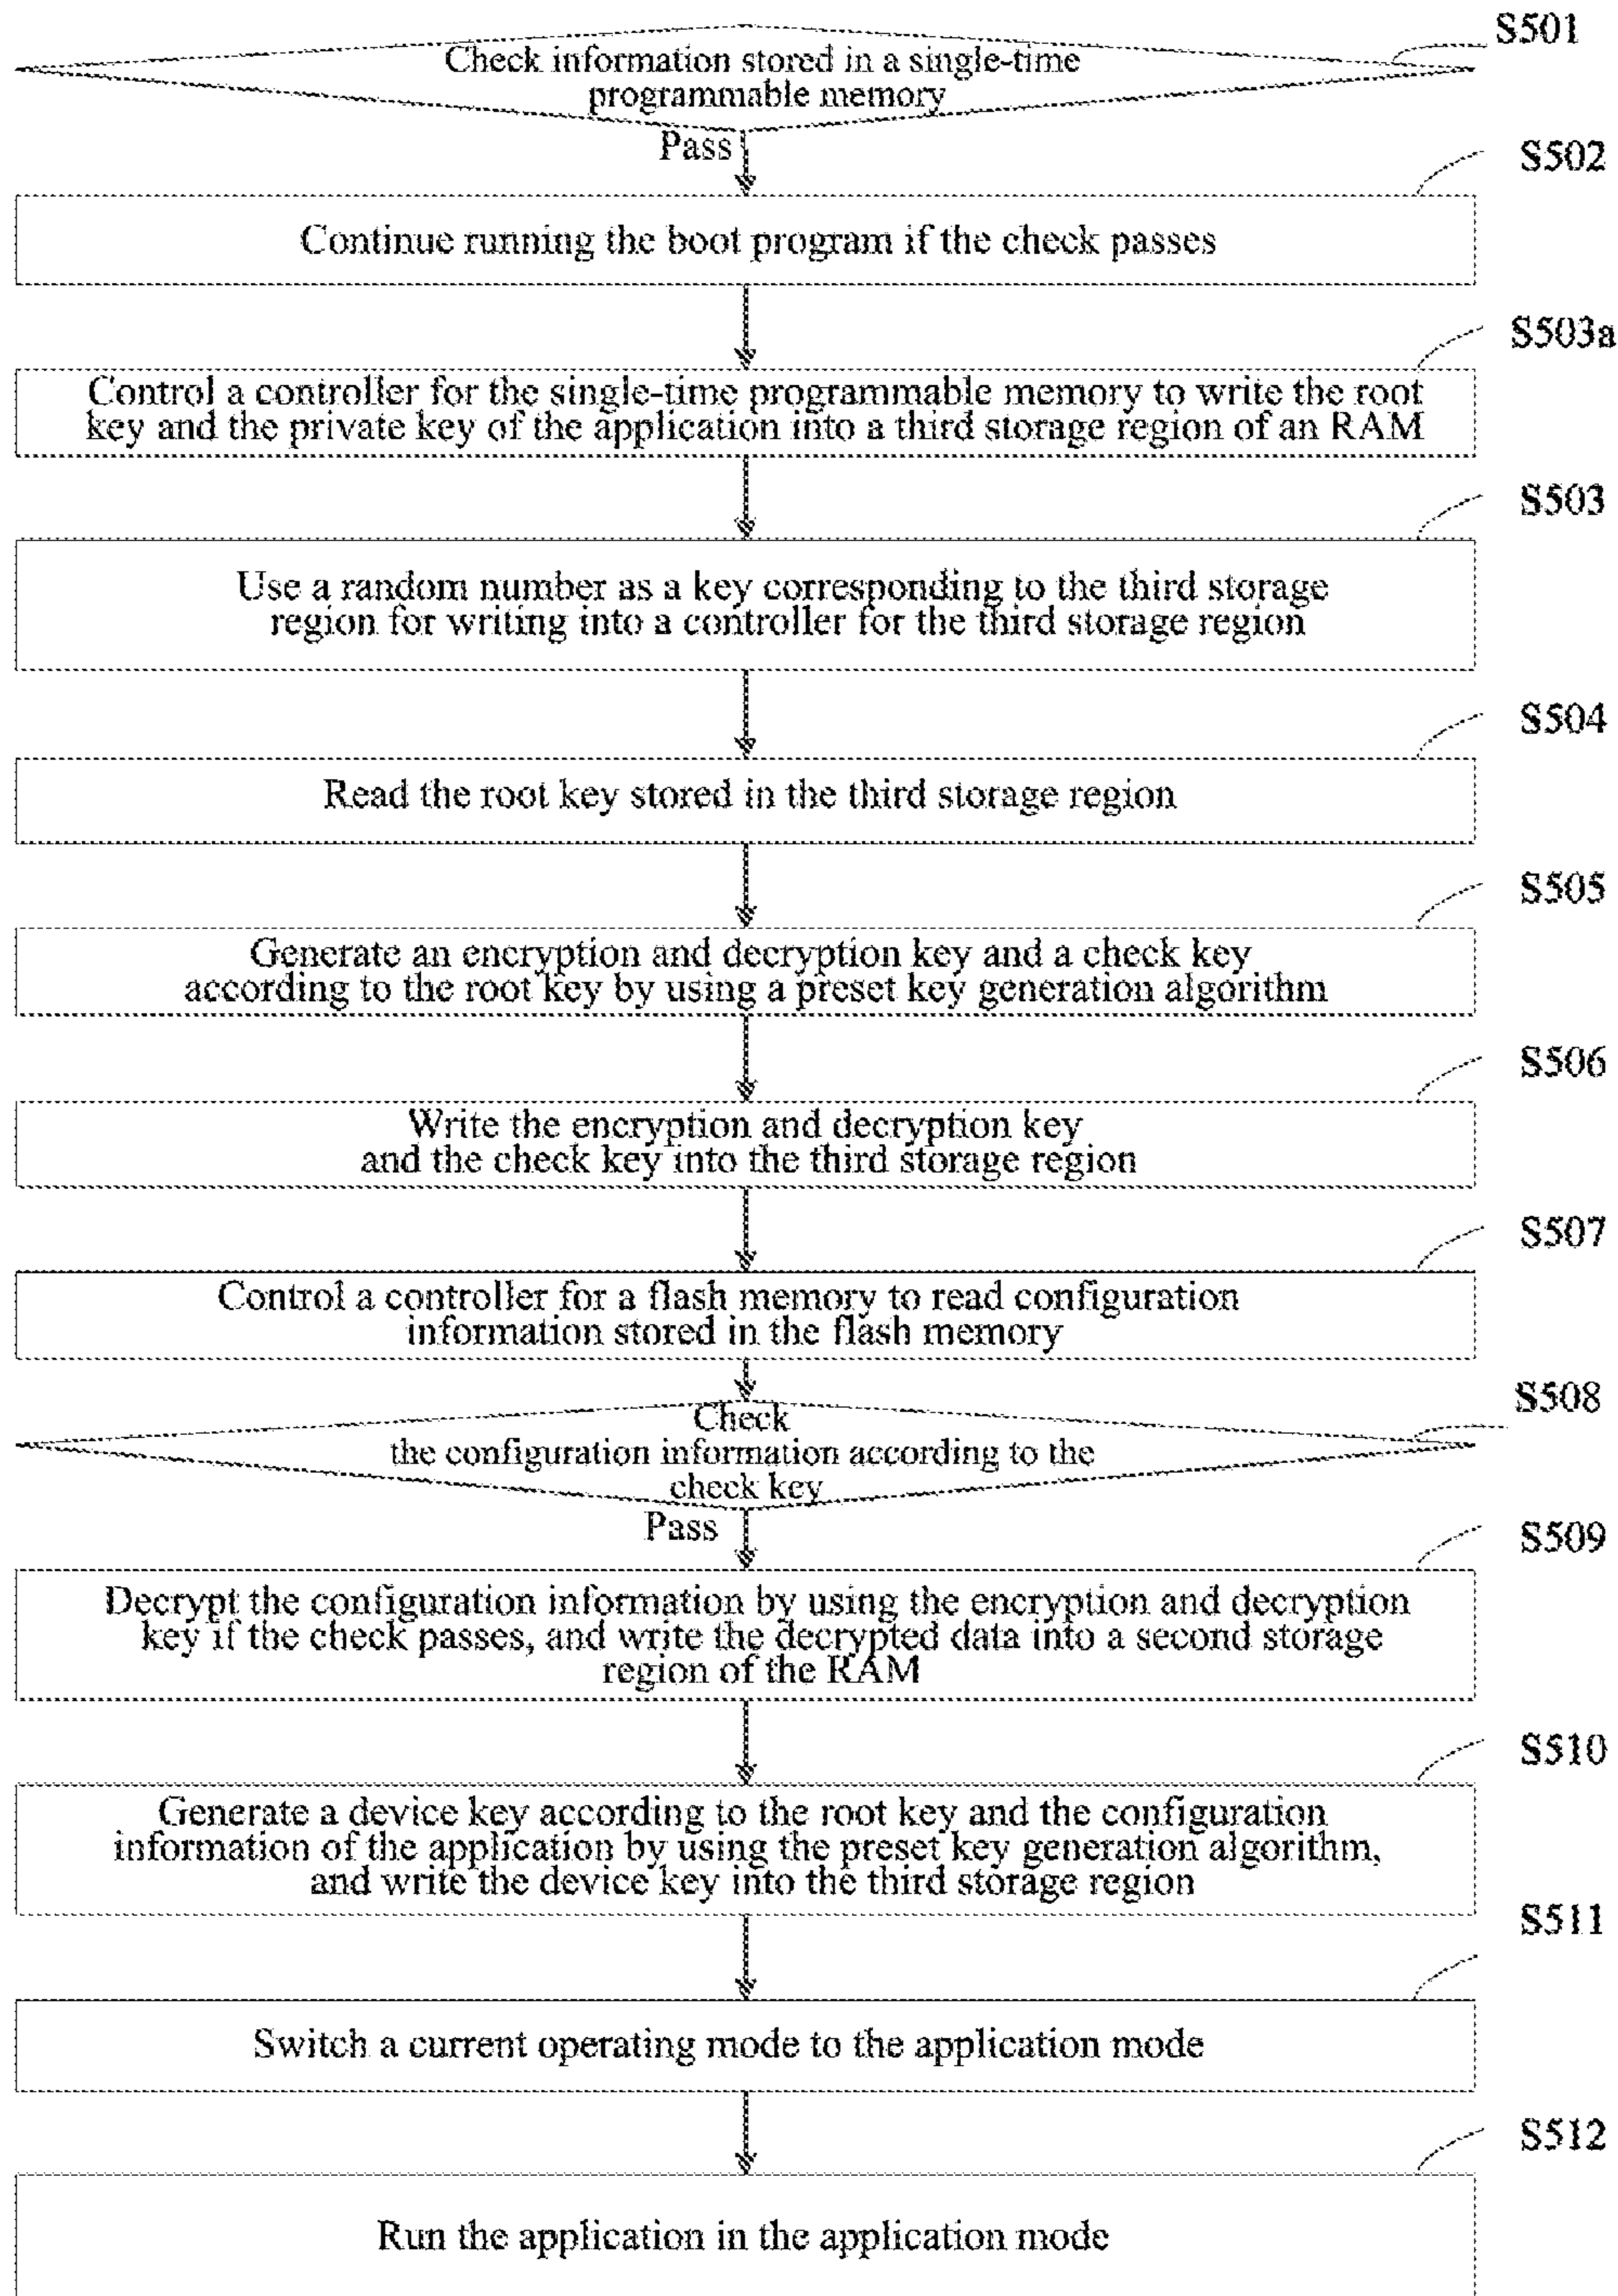 S501
Check information stored in a single-time
programmable memory
Pass
S502
Continue running the boot program if the check passes
S503a
Control a controller for the single-time programmable memory to write the root
key and the private key of the application into a third storage region of an RAM
S503
Use a random number as a key corresponding to the third storage
region for writing into a controller for the third storage region
S504
Read the root key stored in the third storage region
S505
Generate an encryption and decryption key and a check key
according to the root key by using a preset key generation algorithm
S506
Write the encryption and decryption key
and the check key into the third storage region
S507
Control a controller for a flash memory to read configuration
information stored in the flash memory
S508
Check
the configuration information according to the
check key
Pass
S509
Decrypt the configuration information by using the encryption and decryption
key if the check passes, and write the decrypted data into a second storage
region of the RAM
S510
Generate a device key according to the root key and the configuration
information of the application by using the preset key generation algorithm,
and write the device key into the third storage region
S511
Switch a current operating mode to the application mode
S512
Run the application in the application mode